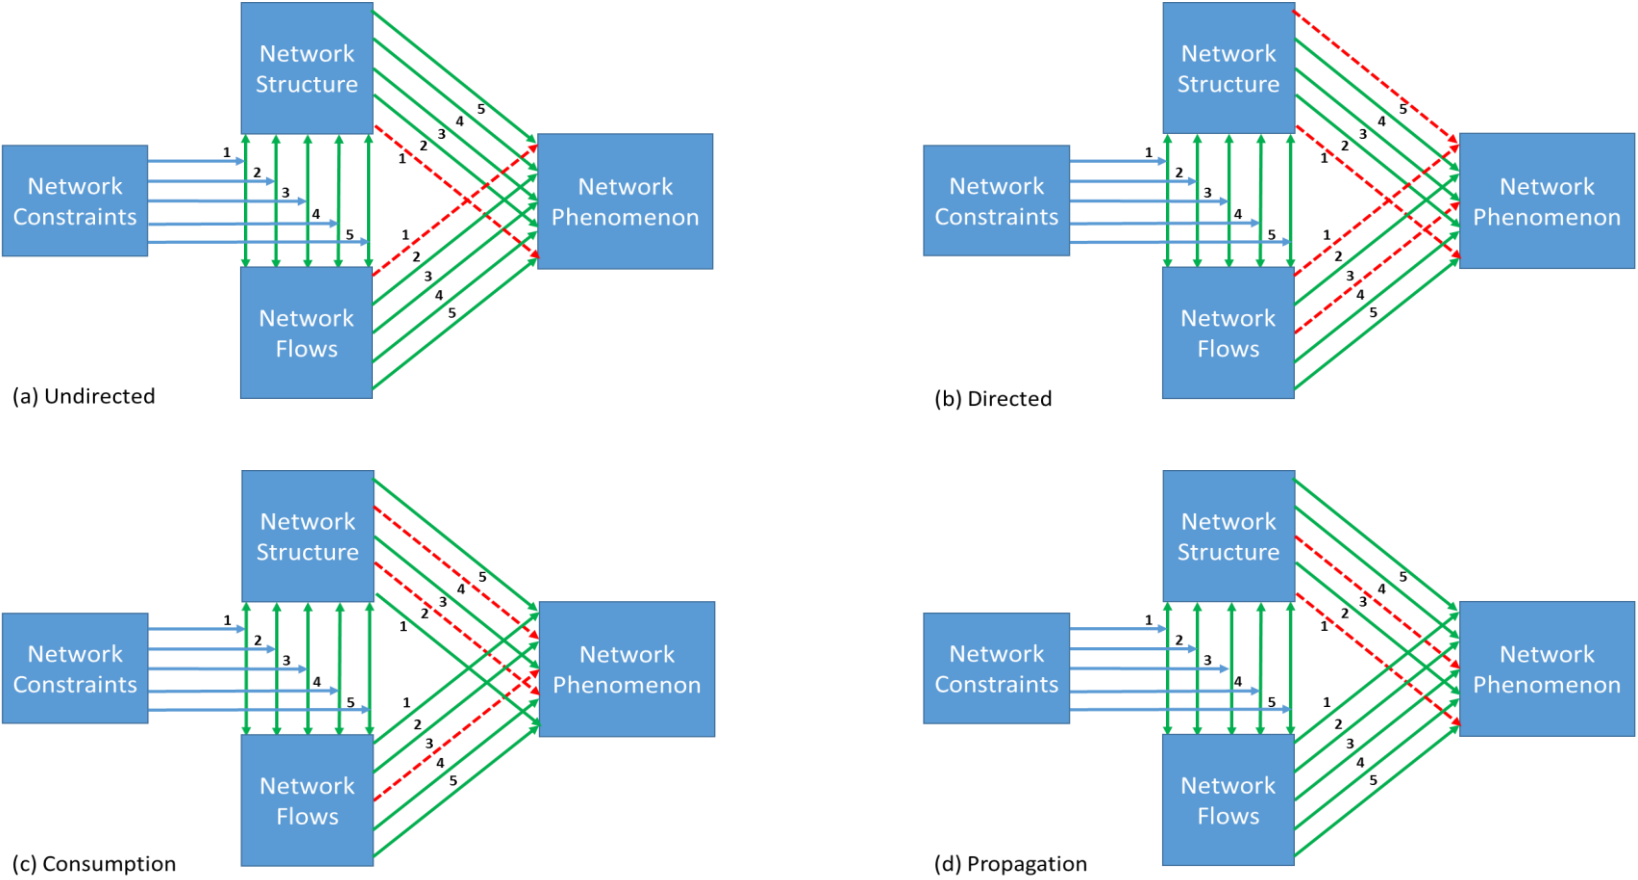 Network
Structure
5
4
3
2
1
Network
Constraints
1
2
3
4
5
Network
Phenomenon
1
2
3
4
5
Network
Flows
(a) Undirected
Network
Structure
5
4
3
2
1
Network
Constraints
1
2
3
4
5
Network
Phenomenon
1
2
3
4
5
Network
Flows
(b) Directed
Network
Structure
5
4
3
2
1
Network
Constraints
1
2
3
4
5
Network
Phenomenon
1
2
3
4
5
Network
Flows
(c) Consumption
Network
Structure
5
4
3
2
1
Network
Constraints
1
2
3
4
5
Network
Phenomenon
1
2
3
4
5
Network
Flows
(d) Propagation